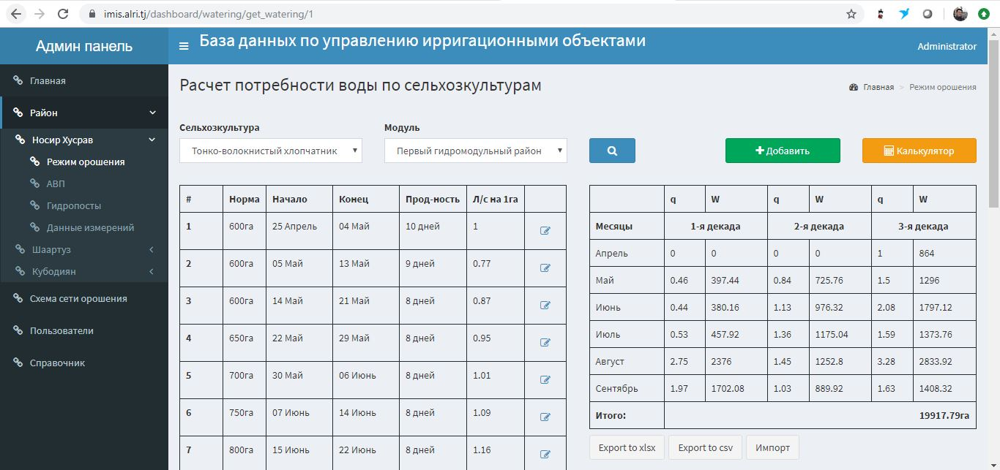 imis.alri.tj/dashboard/watering/get_watering/1
Админ панель
База данных по управлению ирригационными объектами
Administrator
Главная
Район
Носир Хусрав
Режим орошения
АВП
Гидропосты
Данные измерений
Шаартуз
Кубодиян
Схема сети орошения
Пользователи
Справочник
Расчет потребности воды по сельхозкультурам
Главная > Режим орошения
Сельхозкультура
Тонко-волокнистый хлопчатник
Модуль
Первый гидромодульный район
Добавить
Калькулятор
# Норма Начало Конец Прод-ность Л/с на 1га
1 600га 25 Апрель 04 Май 10 дней 1
2 600га 05 Май 13 Май 9 дней 0.77
3 600га 14 Май 21 Май 8 дней 0.87
4 650га 22 Май 29 Май 8 дней 0.95
5 700га 30 Май 06 Июнь 8 дней 1.01
6 750га 07 Июнь 14 Июнь 8 дней 1.09
7 800га 15 Июнь 22 Июнь 8 дней 1.16
q W q W q W
Месяцы 1-я декада 2-я декада 3-я декада
Апрель 0 0 0 0 1 864
Май 0.46 397.44 0.84 725.76 1.5 1296
Июнь 0.44 380.16 1.13 976.32 2.08 1797.12
Июль 0.53 457.92 1.36 1175.04 1.59 1373.76
Август 2.75 2376 1.45 1252.8 3.28 2833.92
Сентябрь 1.97 1702.08 1.03 889.92 1.63 1408.32
Итого: 19917.79га
Export to xlsx Export to csv Импорт